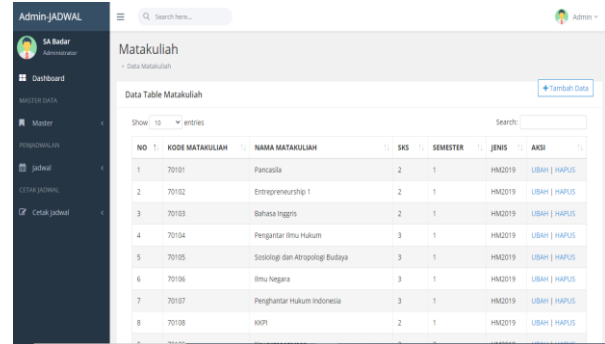 Admin-JADWAL
Search here...
Admin
SA Badar
Administrator
Dashboard
MASTER DATA
Master
PENJADWALAN
Jadwal
CETAK JADWAL
Cetak Jadwal
Matakuliah
Data Matakuliah
Data Table Matakuliah
+Tambah Data
Show 10 entries
Search:
NO KODE MATAKULIAH NAMA MATAKULIAH SKS SEMESTER JENIS AKSI
1 70101 Pancasila 2 1 HM2019 UBAH | HAPUS
2 70102 Entrepreneurship 1 2 1 HM2019 UBAH | HAPUS
3 70103 Bahasa Inggris 2 1 HM2019 UBAH | HAPUS
4 70104 Pengantar Ilmu Hukum 3 1 HM2019 UBAH | HAPUS
5 70105 Sosiologi dan Atropologi Budaya 3 1 HM2019 UBAH | HAPUS
6 70106 Ilmu Negara 3 1 HM2019 UBAH | HAPUS
7 70107 Penghantar Hukum Indonesia 3 1 HM2019 UBAH | HAPUS
8 70108 KKPI 2 1 HM2019 UBAH | HAPUS